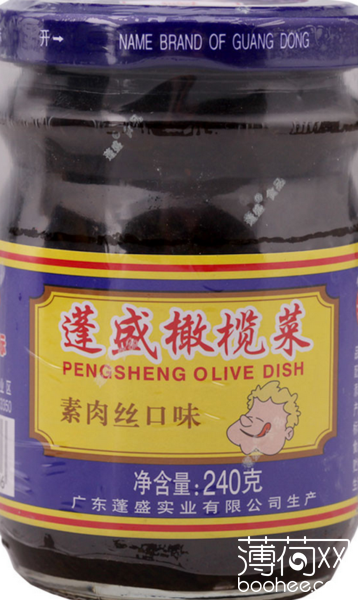 开→ NAME BRAND OF GUANG DONG
蓬盛橄榄菜
PENGSHENG OLIVE DISH
素肉丝口味
净含量:240克
广东蓬盛实业有限公司生产
薄荷
boohee.com